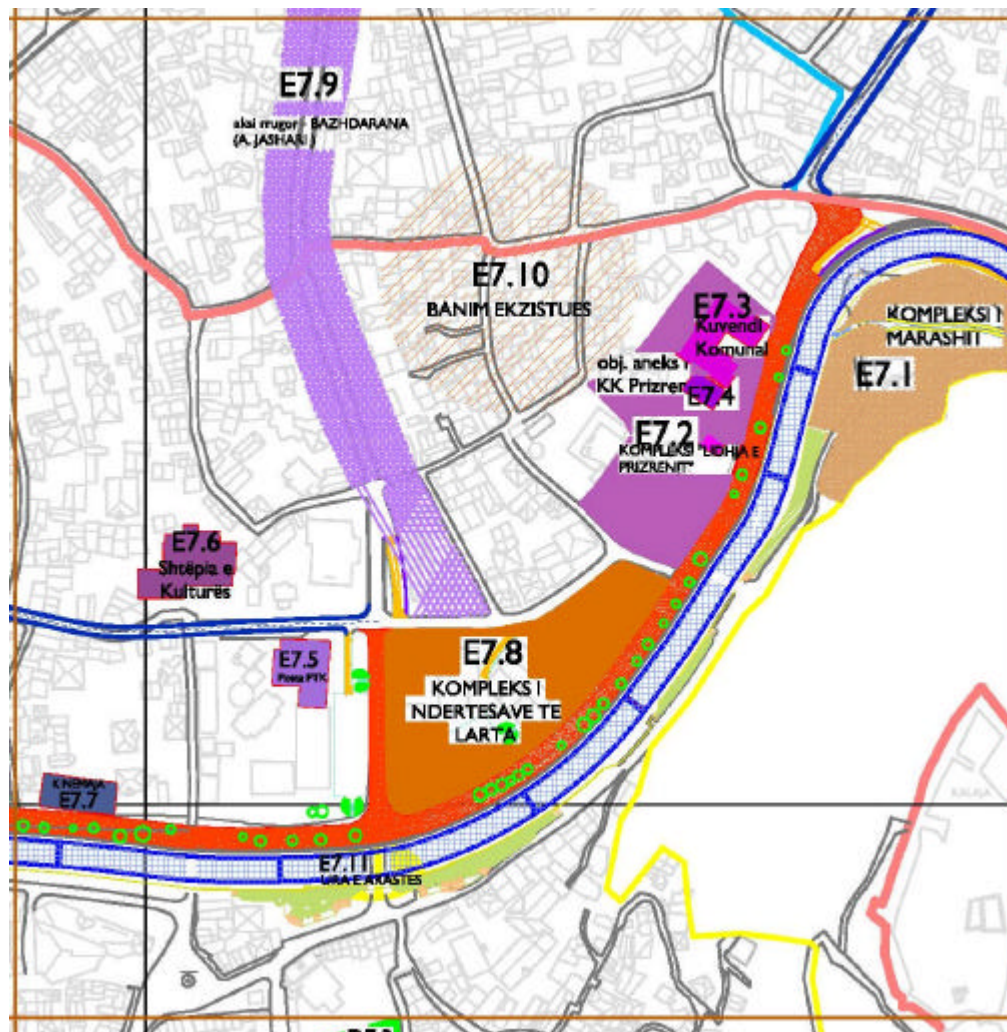 E7.9
aksi rrugor - BAZHDARANA
(A. JASHARI )
E7.10
BANIM EKZISTUES
E7.3
Kuvendi
Komunal
KOMPLEKSI I
MARASHIT
E7.1
obj. aneks i
KK Prizren
E7.4
E7.2
KOMPLEKSI "LIDHJA E
PRIZRENIT"
E7.6
Shtëpia e
Kulturës
E7.5
Posta PTK
E7.8
KOMPLEKS I
NDERTESAVE TE
LARTA
KALAJA
E7.7
E7.11
URA E ARASTËS